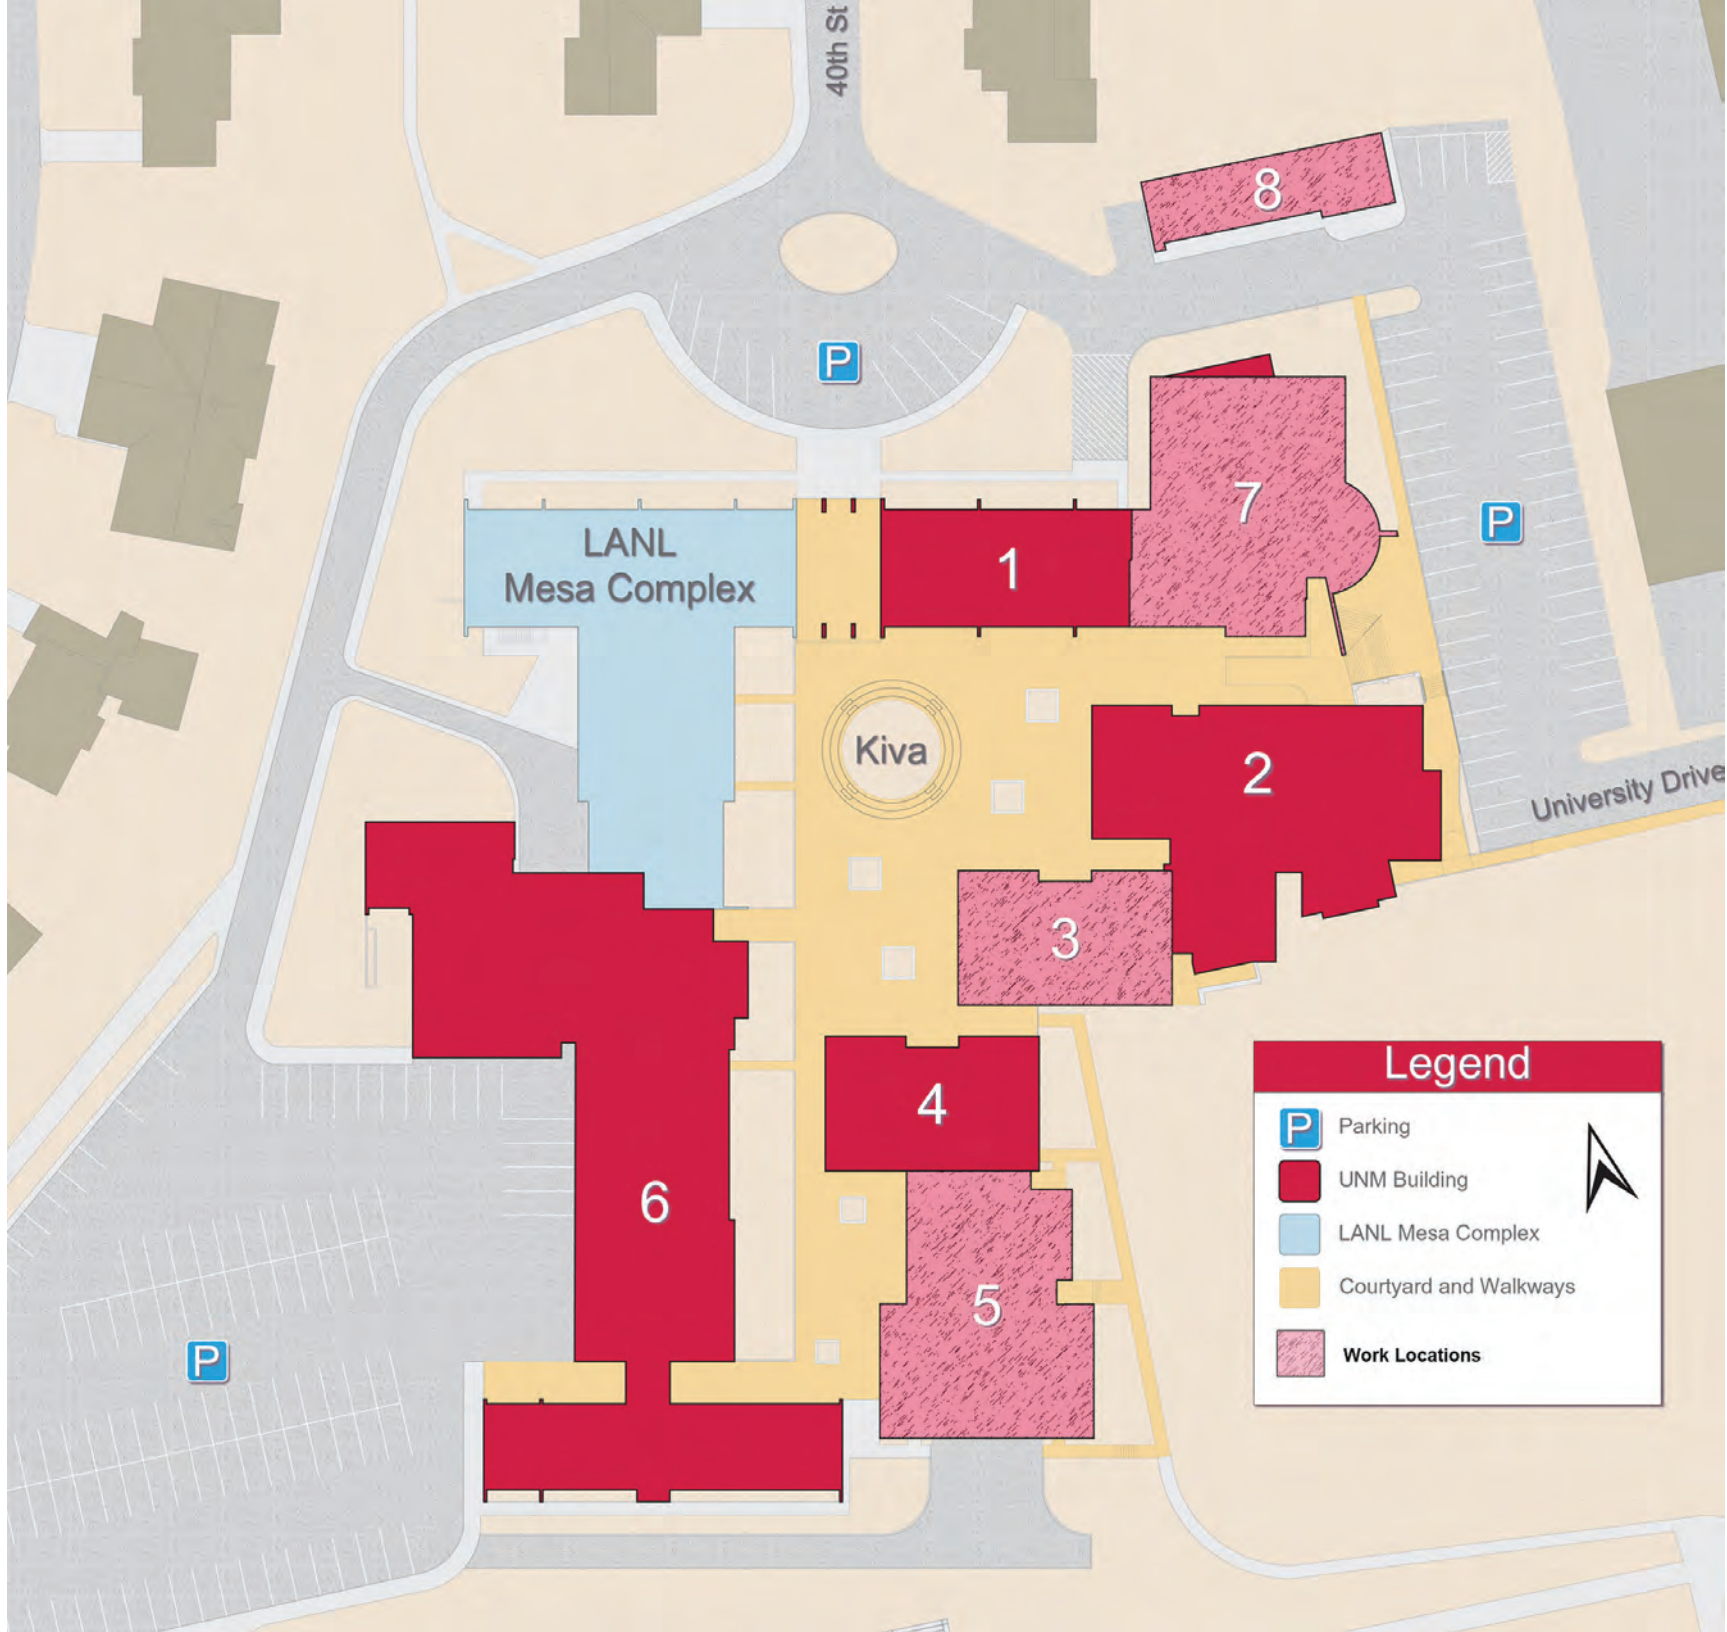 40th St
8
P
7
P
LANL
Mesa Complex
1
Kiva
2
University Drive
3
4
6
5
P
Legend
P Parking
UNM Building
LANL Mesa Complex
Courtyard and Walkways
Work Locations